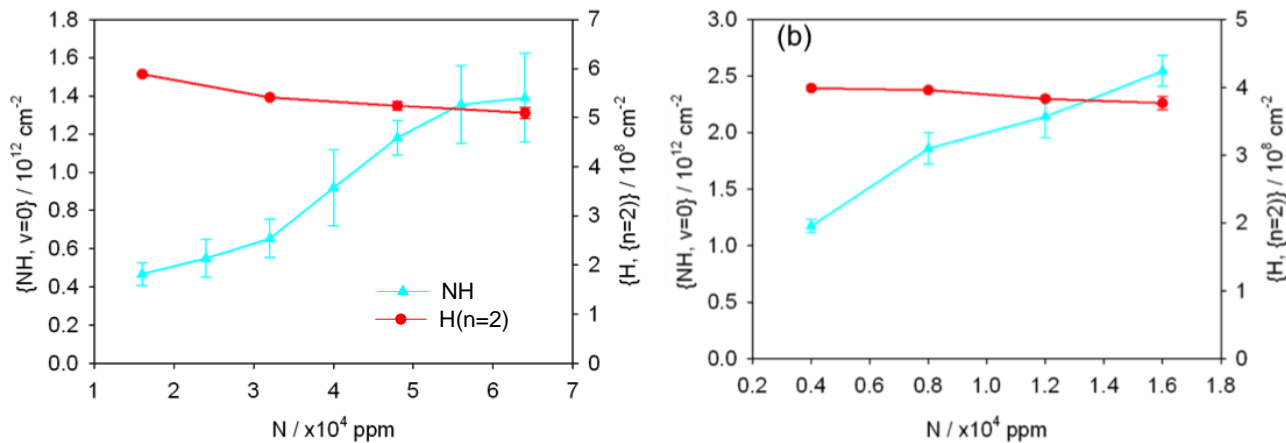 1.8
1.6
1.4
1.2
1.0
0.8
0.6
0.4
0.2
0.0
{NH, v=0} / 10¹² cm⁻²
7
6
5
4
3
2
1
0
{H, {n=2)} / 10⁸ cm⁻²
NH
H(n=2)
1 2 3 4 5 6 7
N / x10⁴ ppm
(b)
3.0
2.5
2.0
1.5
1.0
0.5
0.0
{NH, v=0} / 10¹² cm⁻²
5
4
3
2
1
0
{H, {n=2)} / 10⁸ cm⁻²
0.2 0.4 0.6 0.8 1.0 1.2 1.4 1.6 1.8
N / x10⁴ ppm